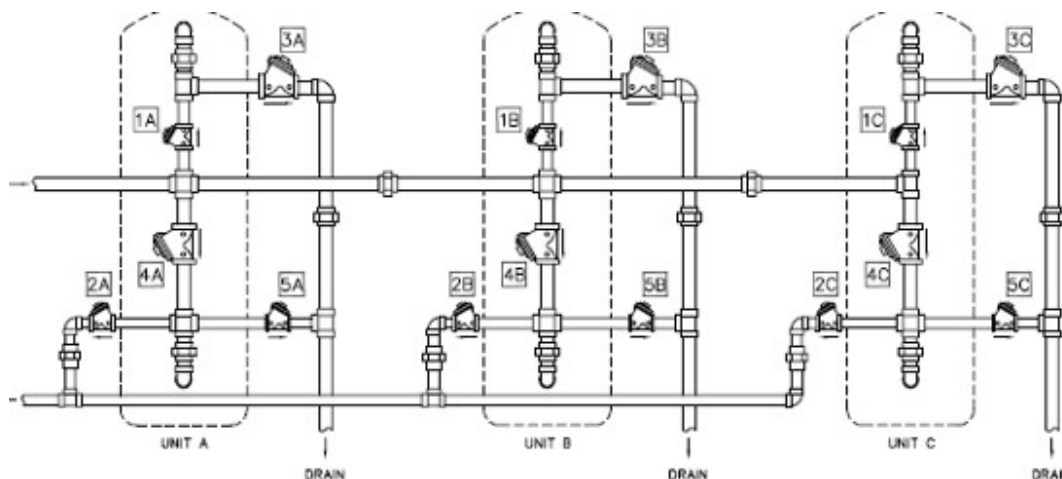 3A
3B
3C
1A
1B
1C
4A
4B
4C
2A
5A
2B
5B
2C
5C
UNIT A
UNIT B
UNIT C
DRAIN
DRAIN
DRAI